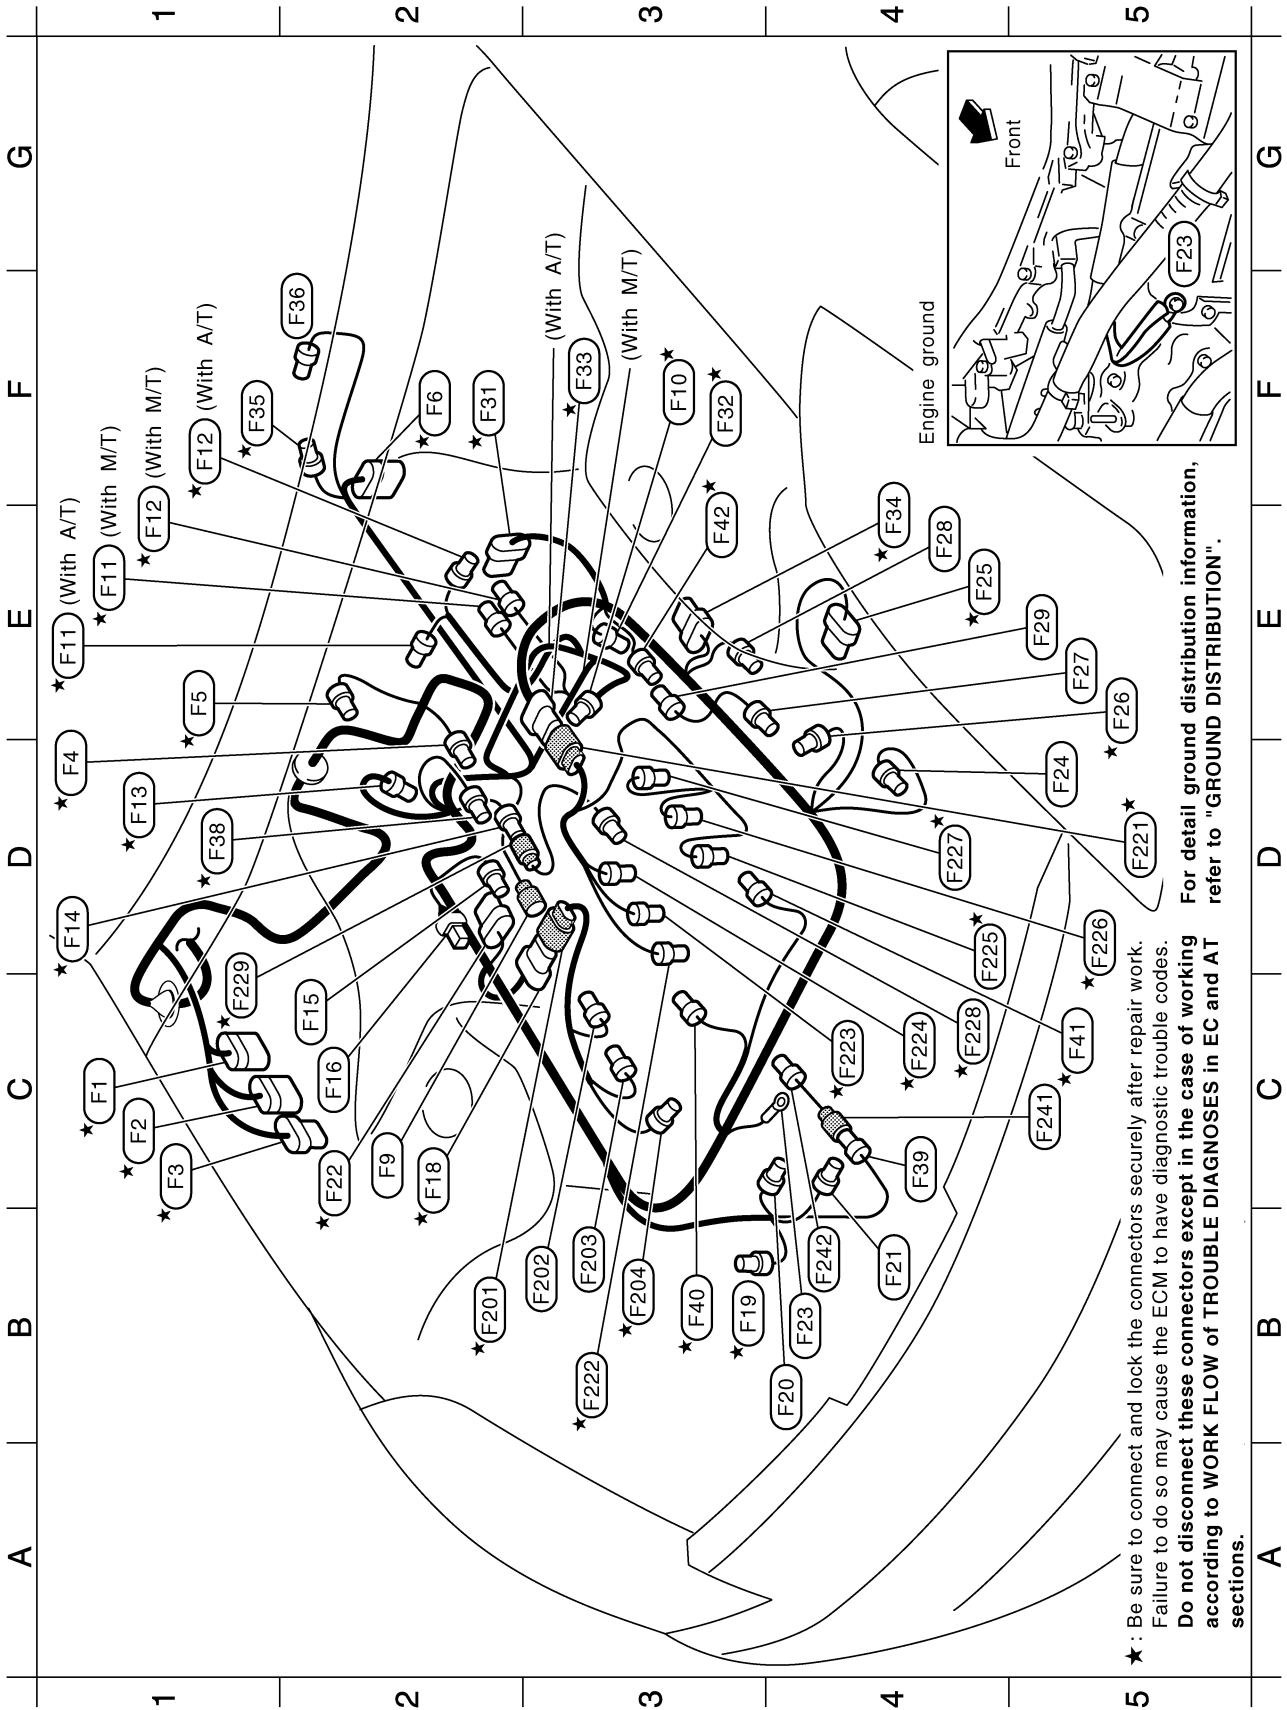 1 2 3 4 5
G
F
E
D
C
B
A
1 2 3 4 5
G
F
E
D
C
B
A
★ F11 (With A/T)
★ F11 (With M/T)
★ F12 (With M/T)
★ F12 (With A/T)
★ F35
F36
F6 ★
★ F31
(With A/T)
★ F33
(With M/T)
F10 ★
F32 ★
F42 ★
F34 ★
F28
F25 ★
F29
F27
F26 ★
F24
F221 ★
F227 ★
F226 ★
F225 ★
F41 ★
F228 ★
F224 ★
F223 ★
F241
F39
F21
F242
F23
F20
★ F19
★ F40
★ F222
★ F204
F203
F202
★ F201
★ F18
F9
★ F22
F16
F15
★ F229
★ F3
★ F2
★ F1
★ F14
★ F38
★ F13
★ F4
★ F5
Engine ground
Front
F23
★ : Be sure to connect and lock the connectors securely after repair work.
Failure to do so may cause the ECM to have diagnostic trouble codes.
Do not disconnect these connectors except in the case of working
according to WORK FLOW of TROUBLE DIAGNOSES in EC and AT
sections.
For detail ground distribution information,
refer to "GROUND DISTRIBUTION".